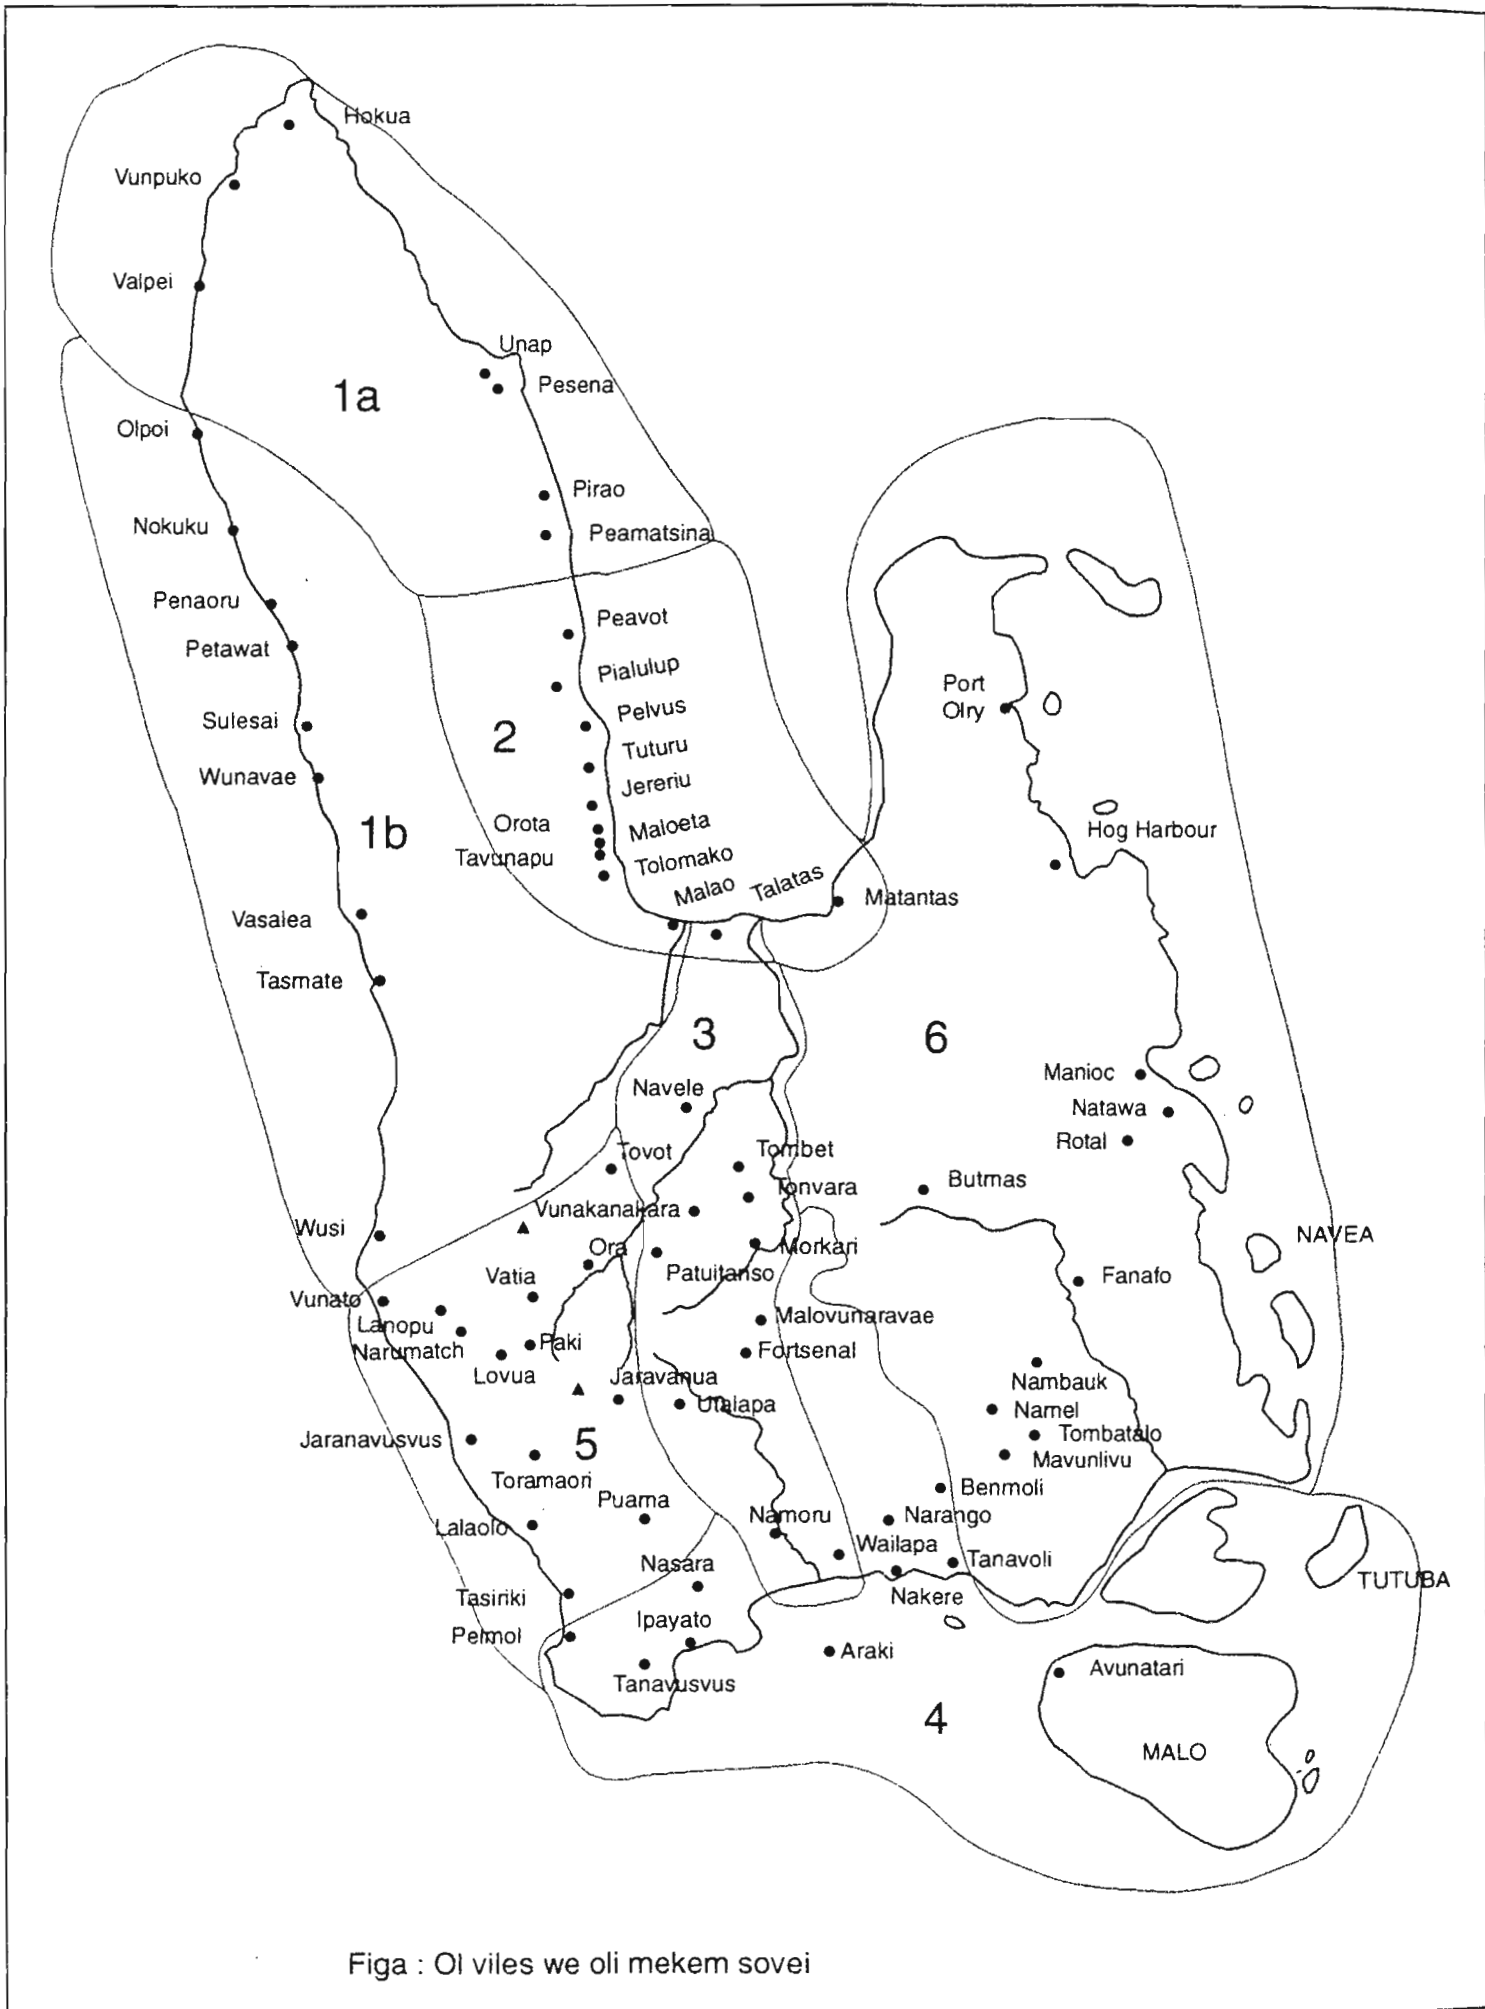 Hokua
Vunpuko
Valpei
Unap
1a
Pesena
Olpoi
Pirao
Nokuku
Peamatsina
Penaoru
Peavot
Petawat
Pialulup
Port
Olry
Sulesai
2
Pelvus
Tuturu
Wunavae
Jereriu
1b
Orota
Maloeta
Hog Harbour
Tavunapu
Tolomako
Malao
Talatas
Matantas
Vasalea
Tasmate
3
6
Manioc
Navele
Natawa
Rotal
Tovot
Tombet
Tonvara
Butmas
Vunakanakara
Wusi
NAVEA
Ora
Morkari
Vatia
Patuitanso
Fanafo
Vunato
Lanopu
Malovunaravae
Narumatch
Paki
Fortsenal
Lovua
Jaravanua
Nambauk
Utalapa
Namel
Jaranavusvus
5
Tombatalo
Mavunlivu
Toramaori
Benmoli
Puama
Namoru
Narango
Lalaolo
Wailapa
Tanavoli
Nasara
TUTUBA
Tasiriki
Nakere
Ipayato
Pelmol
Araki
Avunatari
Tanavusvus
4
MALO
Figa : Ol viles we oli mekem sovei